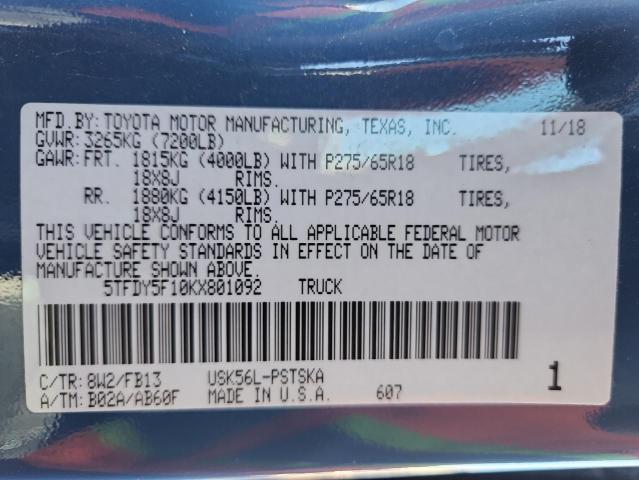 MFD.BY: TOYOTA MOTOR MANUFACTURING, TEXAS, INC. 11/18
GVWR: 3265KG (7200LB)
GAWR: FRT. 1815KG (4000LB) WITH P275/65R18 TIRES,
18X8J RIMS.
RR. 1880KG (4150LB) WITH P275/65R18 TIRES,
18X8J RIMS.
THIS VEHICLE CONFORMS TO ALL APPLICABLE FEDERAL MOTOR
VEHICLE SAFETY STANDARDS IN EFFECT ON THE DATE OF
MANUFACTURE SHOWN ABOVE.
5TFDY5F10KX801092 TRUCK
C/TR: 8W2/FB13 USK56L-PSTSKA
A/TM: B02A/AB60F MADE IN U.S.A. 607 1